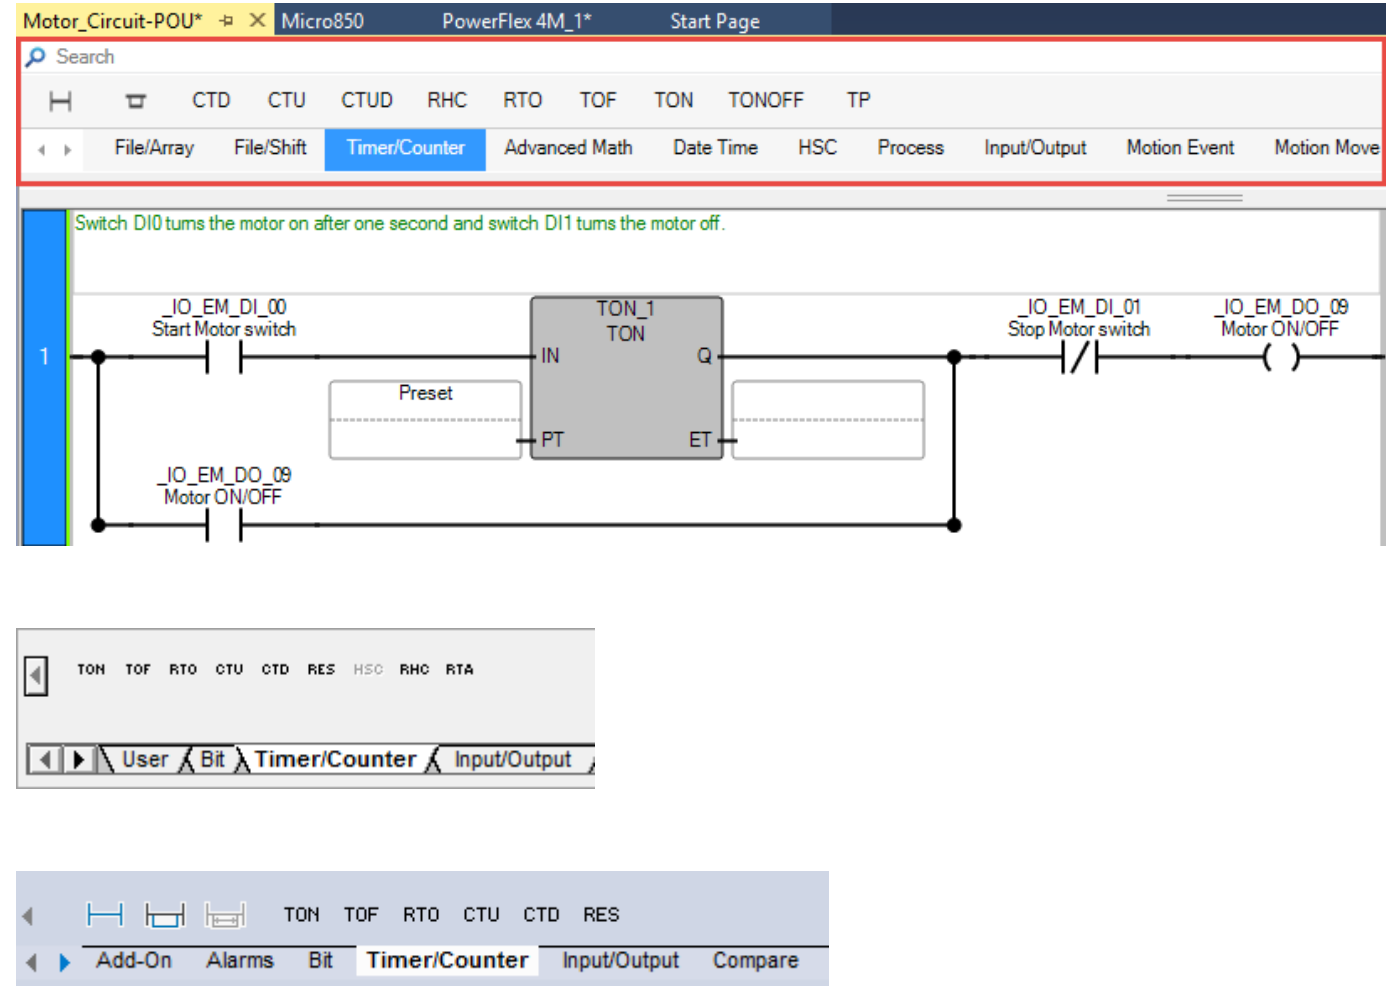 Motor_Circuit-POU* Micro850 PowerFlex 4M_1* Start Page
Search
CTD CTU CTUD RHC RTO TOF TON TONOFF TP
File/Array File/Shift Timer/Counter Advanced Math Date Time HSC Process Input/Output Motion Event Motion Move
Switch DI0 turns the motor on after one second and switch DI1 turns the motor off.
_IO_EM_DI_00 TON_1 _IO_EM_DI_01 _IO_EM_DO_09
Start Motor switch TON Stop Motor switch Motor ON/OFF
1 IN Q
Preset
PT ET
_IO_EM_DO_09
Motor ON/OFF
TON TOF RTO CTU CTD RES HSC RHC RTA
User Bit Timer/Counter Input/Output
TON TOF RTO CTU CTD RES
Add-On Alarms Bit Timer/Counter Input/Output Compare